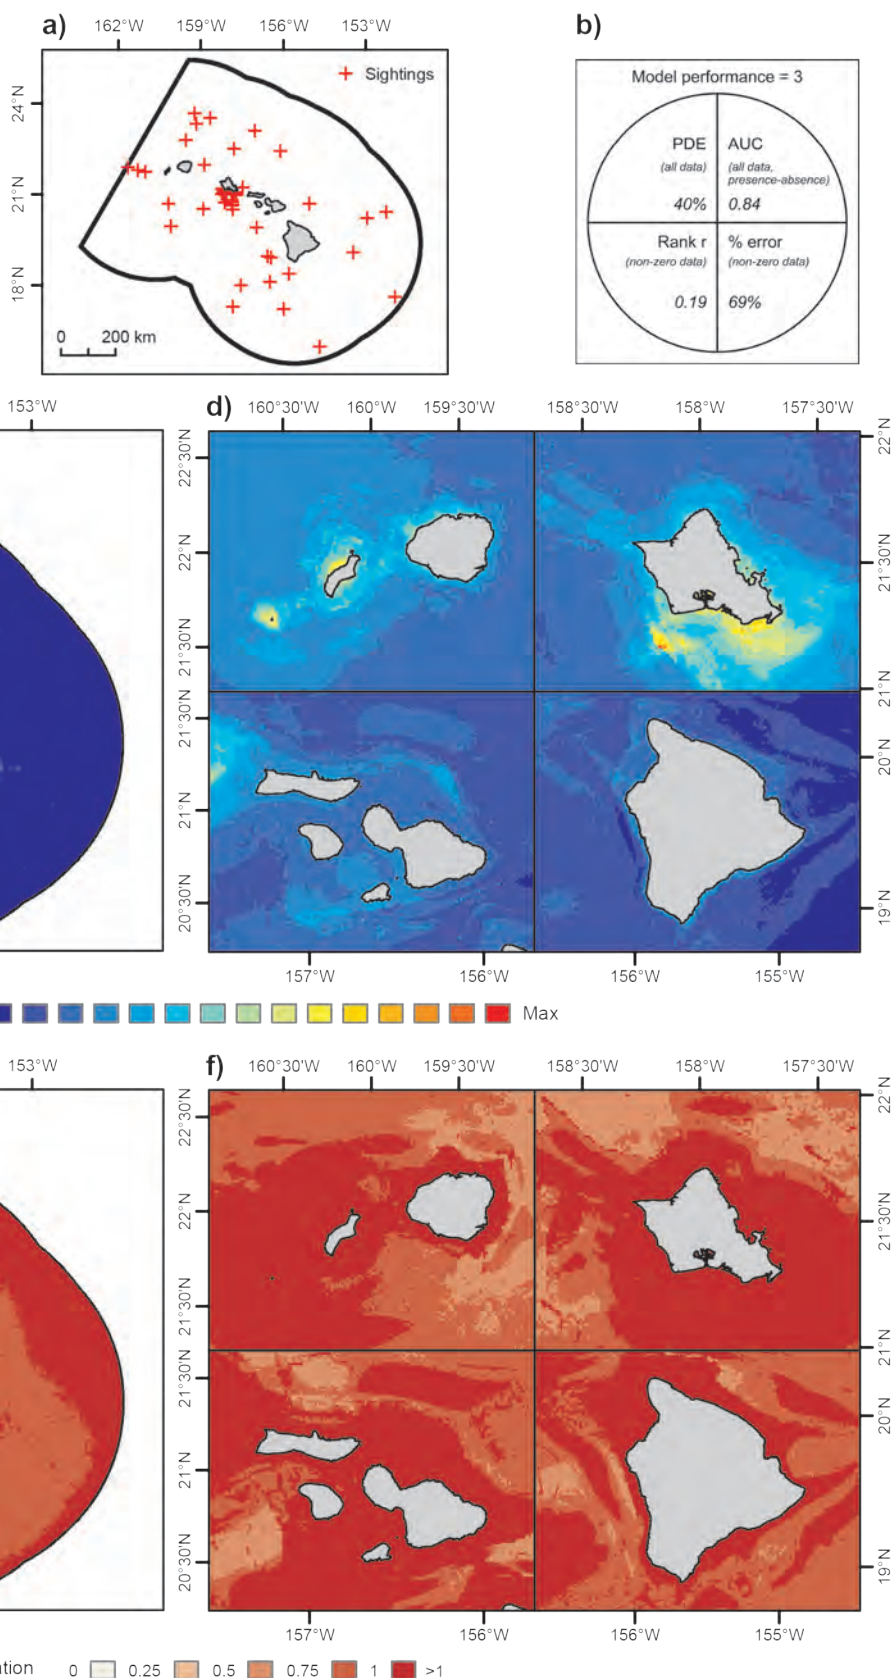 a) 162°W 159°W 156°W 153°W
b)
Sightings
24°N
21°N
18°N
0 200 km
Model performance = 3
PDE AUC
(all data) (all data,
presence-absence)
40% 0.84
Rank r % error
(non-zero data) (non-zero data)
0.19 69%
153°W
d) 160°30'W 160°W 159°30'W 158°30'W 158°W 157°30'W
22°30'N
22°N
21°30'N
22°N
21°30'N
21°N
21°30'N
21°N
20°30'N
20°N
19°N
157°W 156°W 156°W 155°W
Max
153°W
f) 160°30'W 160°W 159°30'W 158°30'W 158°W 157°30'W
22°30'N
22°N
21°30'N
22°N
21°30'N
21°N
21°30'N
21°N
20°30'N
20°N
19°N
157°W 156°W 156°W 155°W
ation 0 0.25 0.5 0.75 1 >1